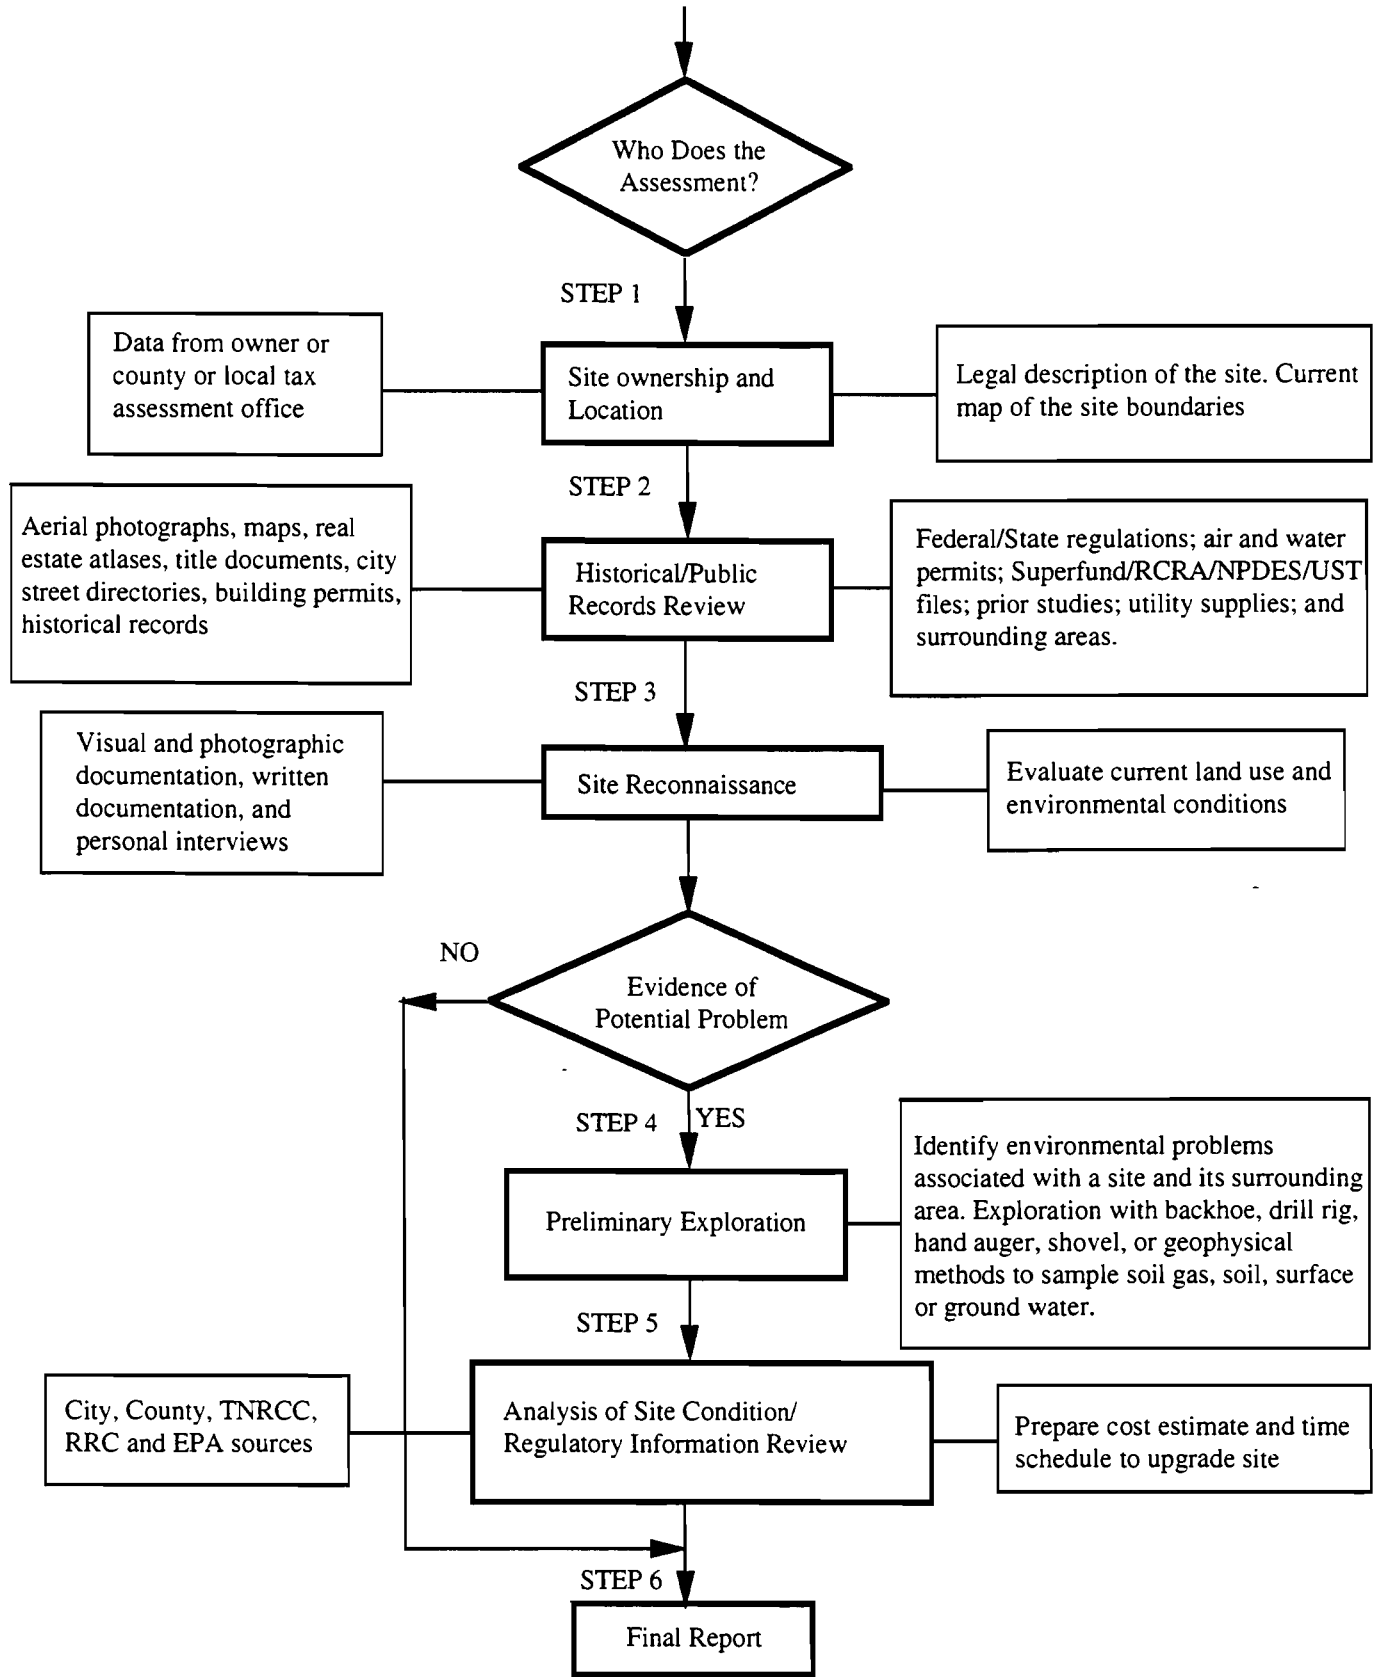 Who Does the
Assessment?
STEP 1
Data from owner or
county or local tax
assessment office
Site ownership and
Location
Legal description of the site. Current
map of the site boundaries
STEP 2
Aerial photographs, maps, real
estate atlases, title documents, city
street directories, building permits,
historical records
Historical/Public
Records Review
Federal/State regulations; air and water
permits; Superfund/RCRA/NPDES/UST
files; prior studies; utility supplies; and
surrounding areas.
STEP 3
Visual and photographic
documentation, written
documentation, and
personal interviews
Site Reconnaissance
Evaluate current land use and
environmental conditions
NO
Evidence of
Potential Problem
STEP 4
YES
Preliminary Exploration
Identify environmental problems
associated with a site and its surrounding
area. Exploration with backhoe, drill rig,
hand auger, shovel, or geophysical
methods to sample soil gas, soil, surface
or ground water.
STEP 5
City, County, TNRCC,
RRC and EPA sources
Analysis of Site Condition/
Regulatory Information Review
Prepare cost estimate and time
schedule to upgrade site
STEP 6
Final Report